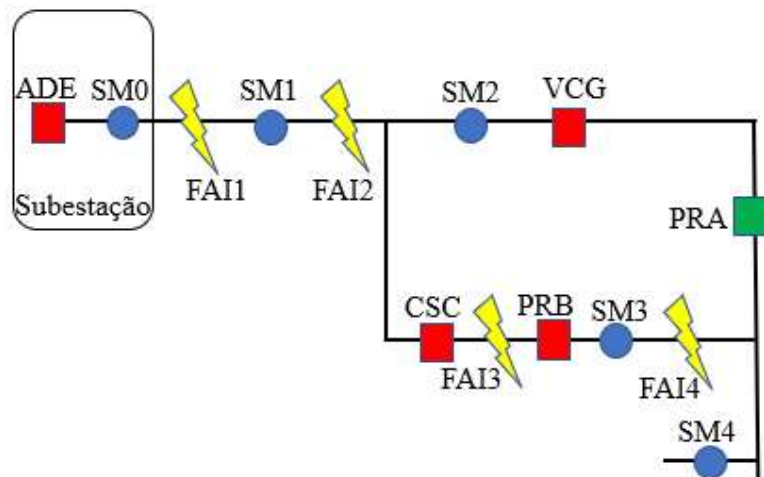 ADE
SM0
SM1
SM2
VCG
FAI1
FAI2
Subestação
PRA
CSC
PRB
SM3
FAI3
FAI4
SM4